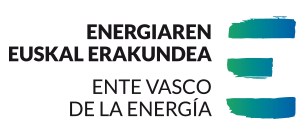 ENERGIAREN
EUSKAL ERAKUNDEA
ENTE VASCO
DE LA ENERGÍA